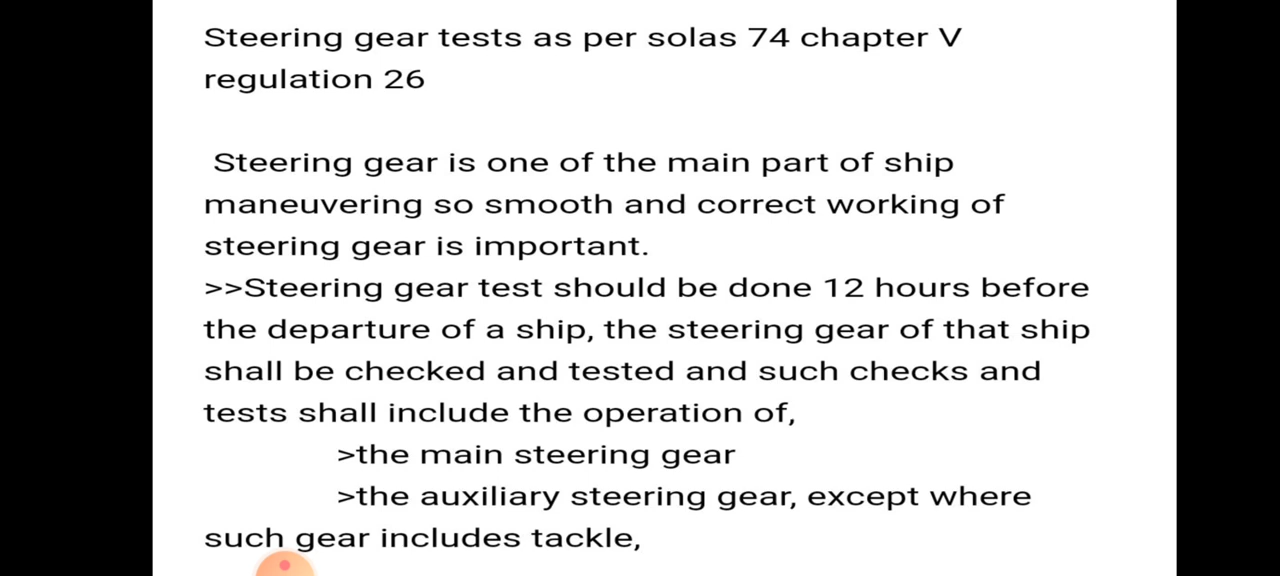 Steering gear tests as per solas 74 chapter V
regulation 26
Steering gear is one of the main part of ship
maneuvering so smooth and correct working of
steering gear is important.
>>Steering gear test should be done 12 hours before
the departure of a ship, the steering gear of that ship
shall be checked and tested and such checks and
tests shall include the operation of,
>the main steering gear
>the auxiliary steering gear, except where
such gear includes tackle,